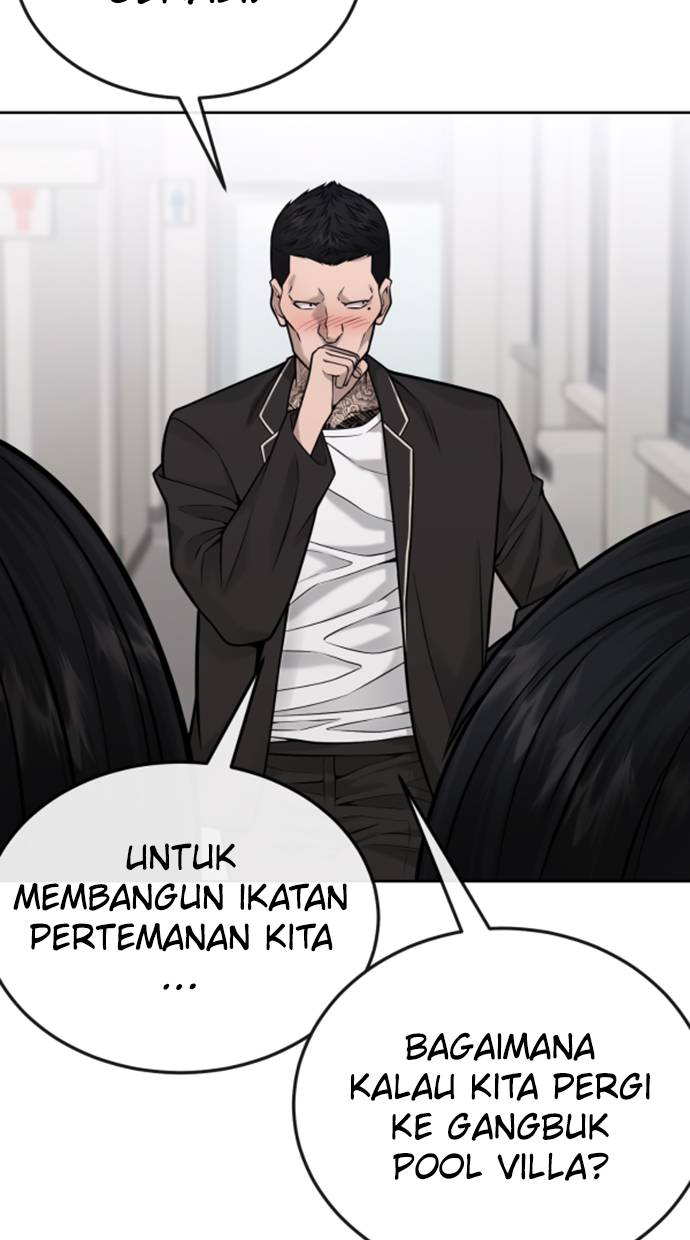 UNTUK
MEMBANGUN IKATAN
PERTEMANAN KITA
...
BAGAIMANA
KALAU KITA PERGI
KE GANGBUK
POOL VILLA?